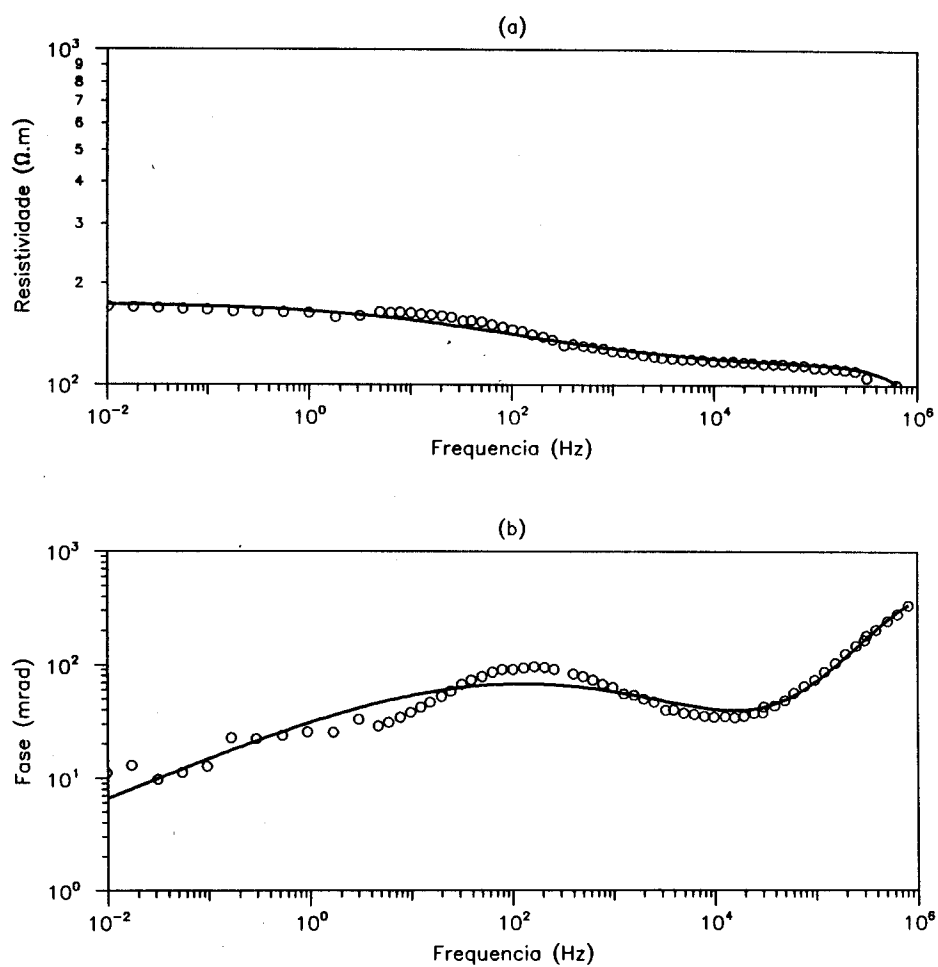 (a)
10³
9
8
7
6
5
4
3
2
10²
Resistividade (Ω.m)
10⁻² 10⁰ 10² 10⁴ 10⁶
Frequencia (Hz)
(b)
10³
10²
10¹
10⁰
Fase (mrad)
10⁻² 10⁰ 10² 10⁴ 10⁶
Frequencia (Hz)